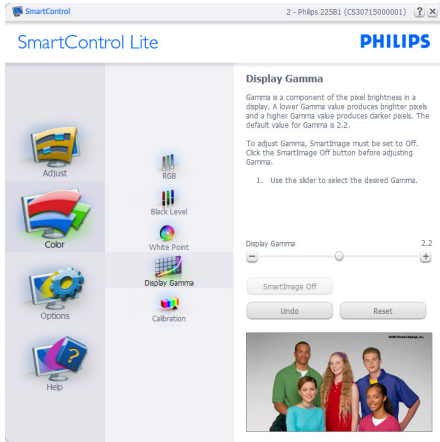 SmartControl
2 - Philips 225B1 (CS30715000001)
SmartControl Lite
PHILIPS
Adjust
Color
Options
Help
RGB
Black Level
White Point
Display Gamma
Calibration
Display Gamma
Gamma is a component of the pixel brightness in a
display. A lower Gamma value produces brighter pixels
and a higher Gamma value produces darker pixels. The
default value for Gamma is 2.2.
To adjust Gamma, SmartImage must be set to Off.
Click the SmartImage Off button before adjusting
Gamma.
1. Use the slider to select the desired Gamma.
Display Gamma 2.2
SmartImage Off
Undo Reset